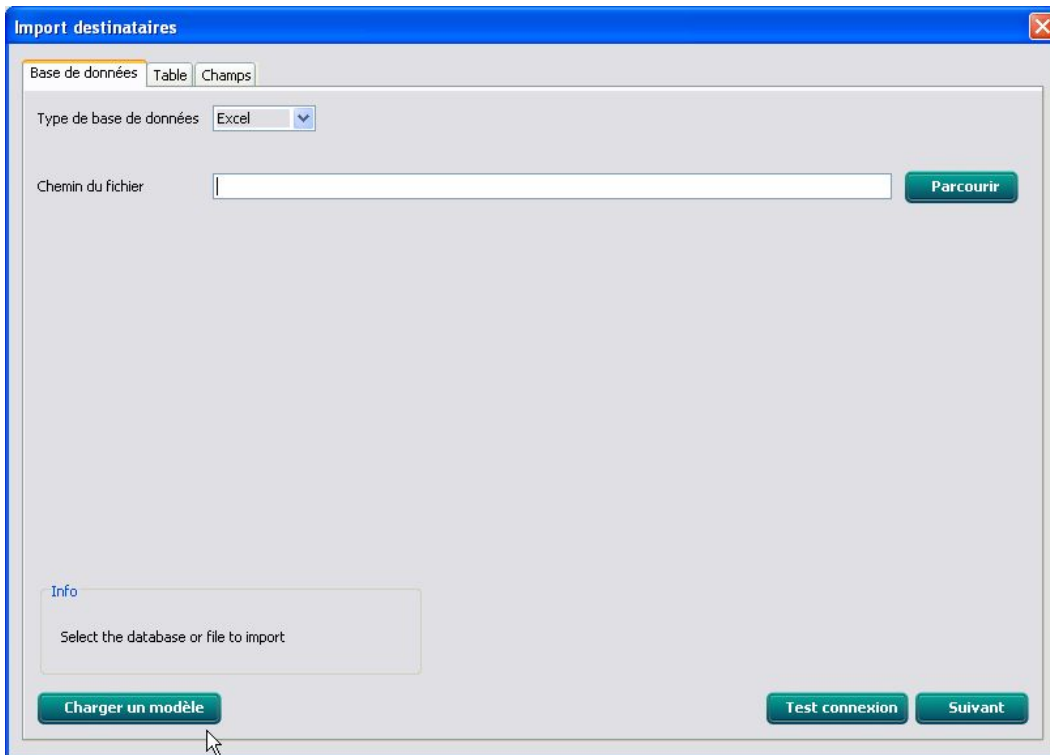 Import destinataires
Base de données Table Champs
Type de base de données Excel
Chemin du fichier Parcourir
Info
Select the database or file to import
Charger un modèle Test connexion Suivant